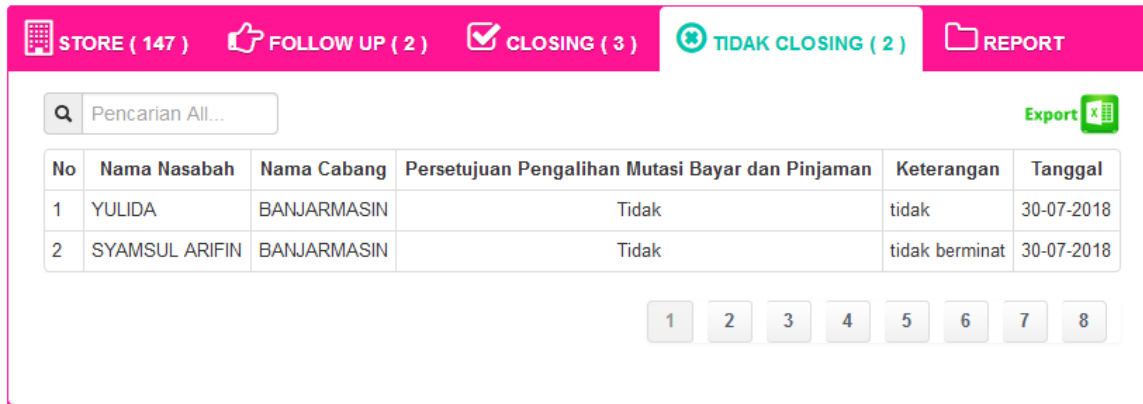 STORE ( 147 ) FOLLOW UP ( 2 ) CLOSING ( 3 ) TIDAK CLOSING ( 2 ) REPORT
Pencarian All... Export
No Nama Nasabah Nama Cabang Persetujuan Pengalihan Mutasi Bayar dan Pinjaman Keterangan Tanggal
1 YULIDA BANJARMASIN Tidak tidak 30-07-2018
2 SYAMSUL ARIFIN BANJARMASIN Tidak tidak berminat 30-07-2018
1 2 3 4 5 6 7 8